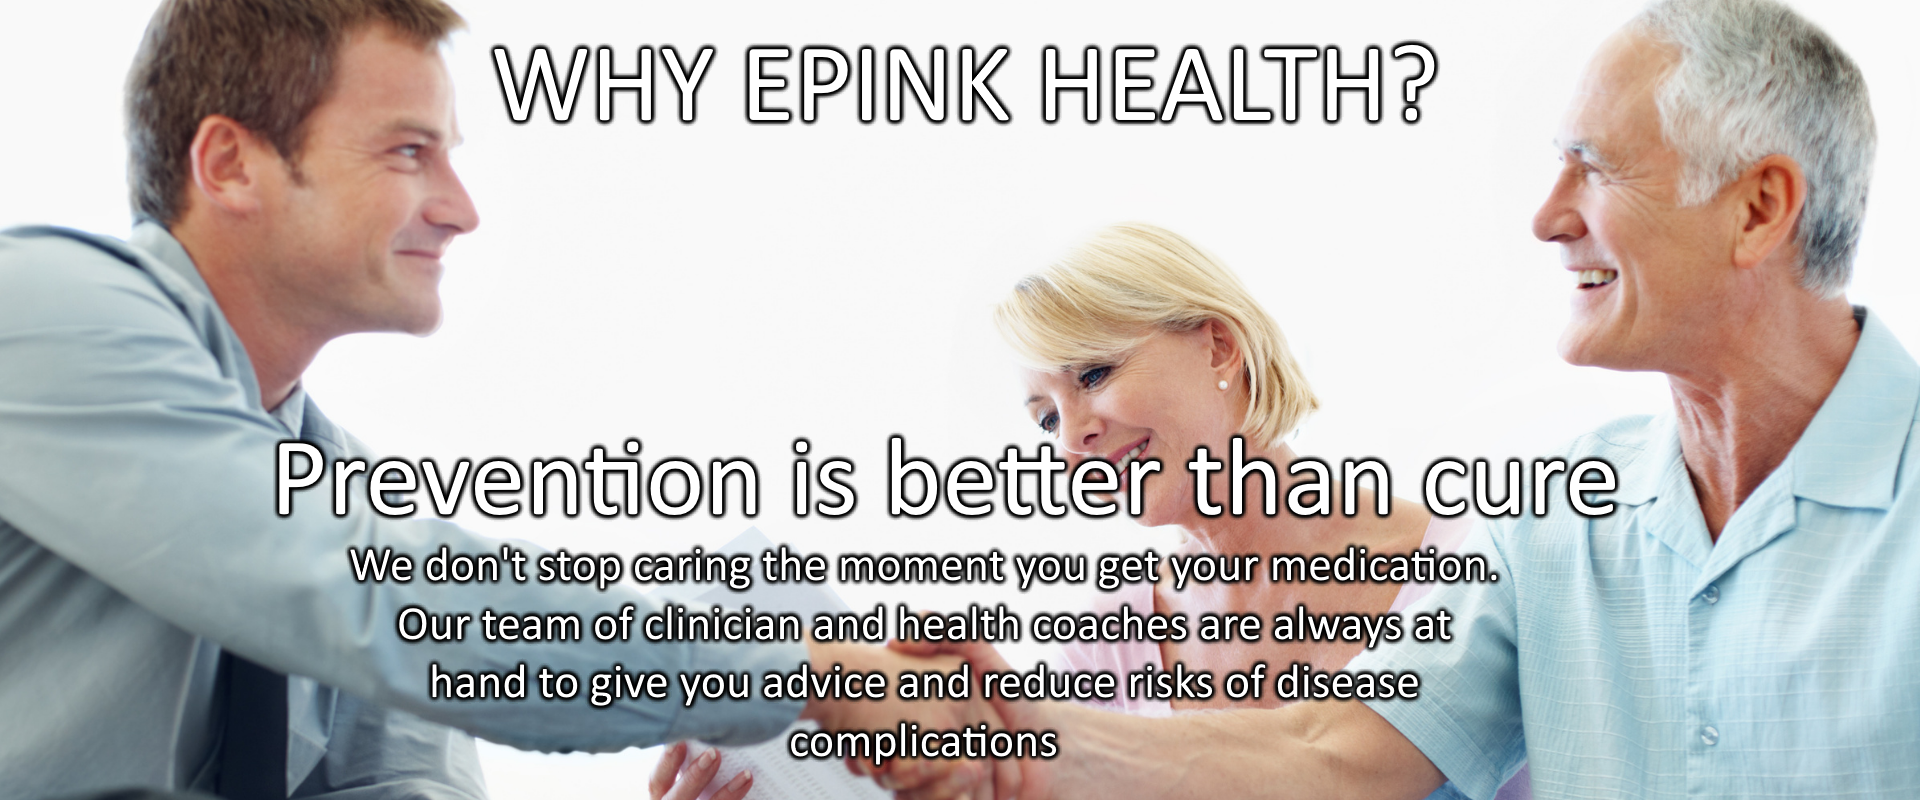 WHY EPINK HEALTH?
Prevention is better than cure
We don't stop caring the moment you get your medication.
Our team of clinician and health coaches are always at
hand to give you advice and reduce risks of disease
complications